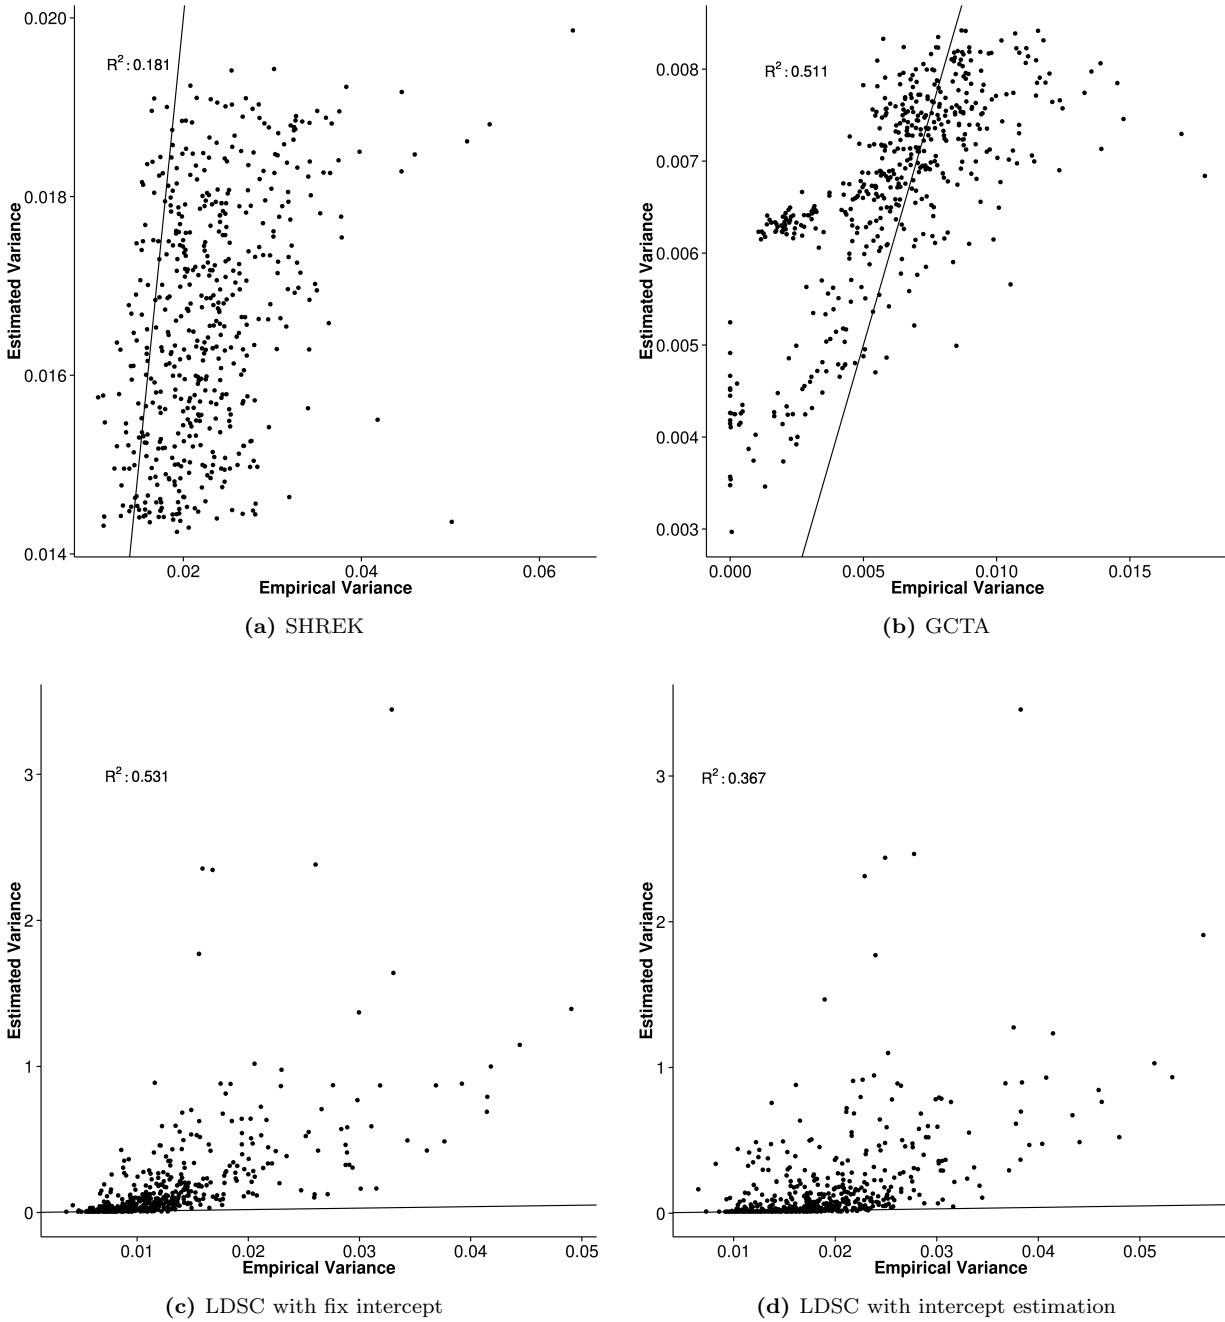 0.020
0.018
0.016
0.014
R²:0.181
Estimated Variance
0.02
0.04
0.06
Empirical Variance
(a) SHREK
0.008
0.007
0.006
0.005
0.004
0.003
R²:0.511
Estimated Variance
0.000
0.005
0.010
0.015
Empirical Variance
(b) GCTA
3
2
1
0
R²:0.531
Estimated Variance
0.01
0.02
0.03
0.04
0.05
Empirical Variance
(c) LDSC with fix intercept
3
2
1
0
R²:0.367
Estimated Variance
0.01
0.02
0.03
0.04
0.05
Empirical Variance
(d) LDSC with intercept estimation